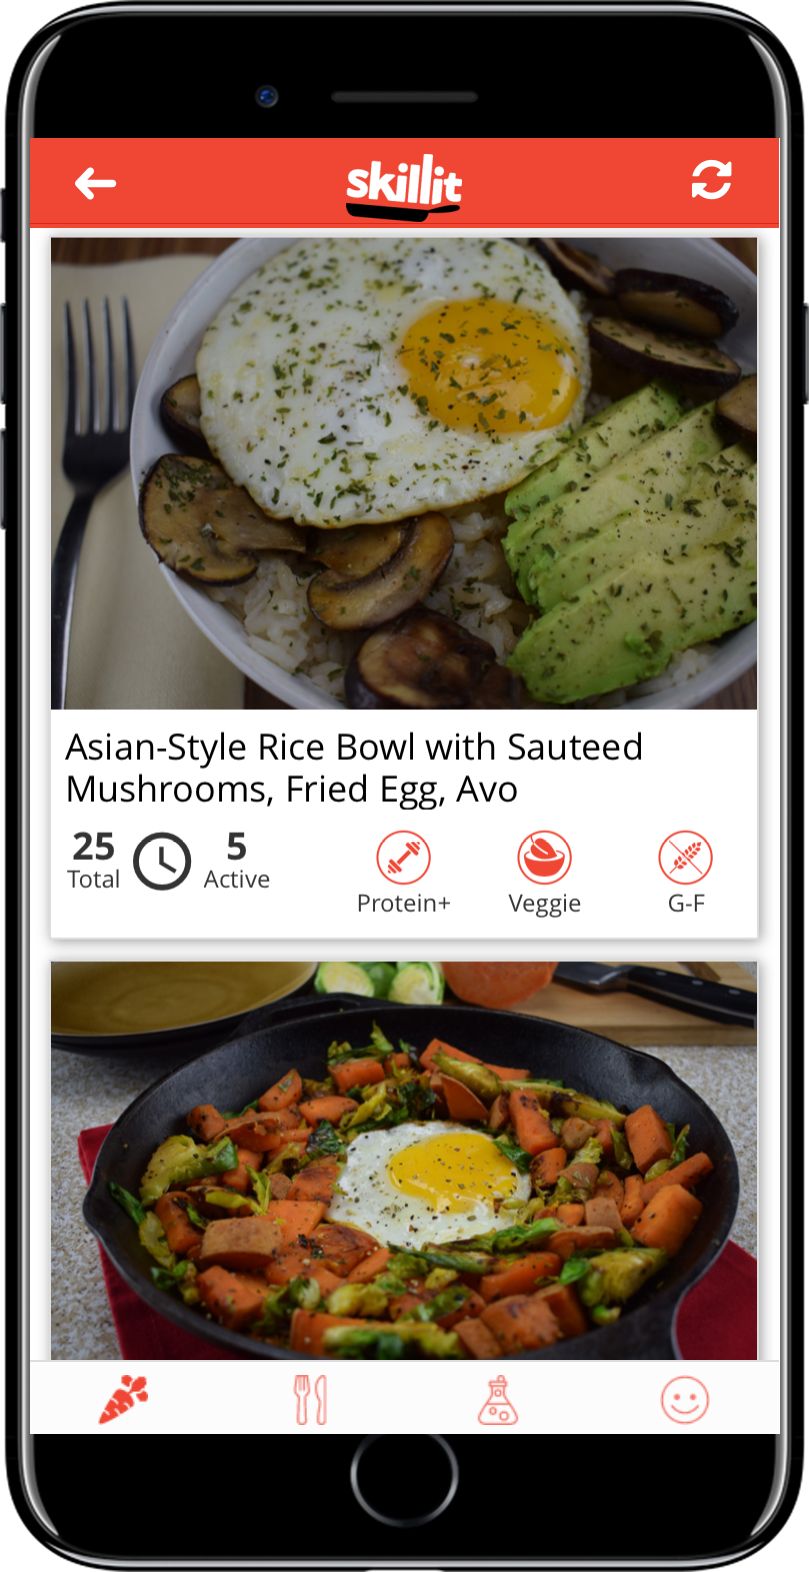 skillit
Asian-Style Rice Bowl with Sauteed
Mushrooms, Fried Egg, Avo
25 5
Total Active
Protein+ Veggie G-F